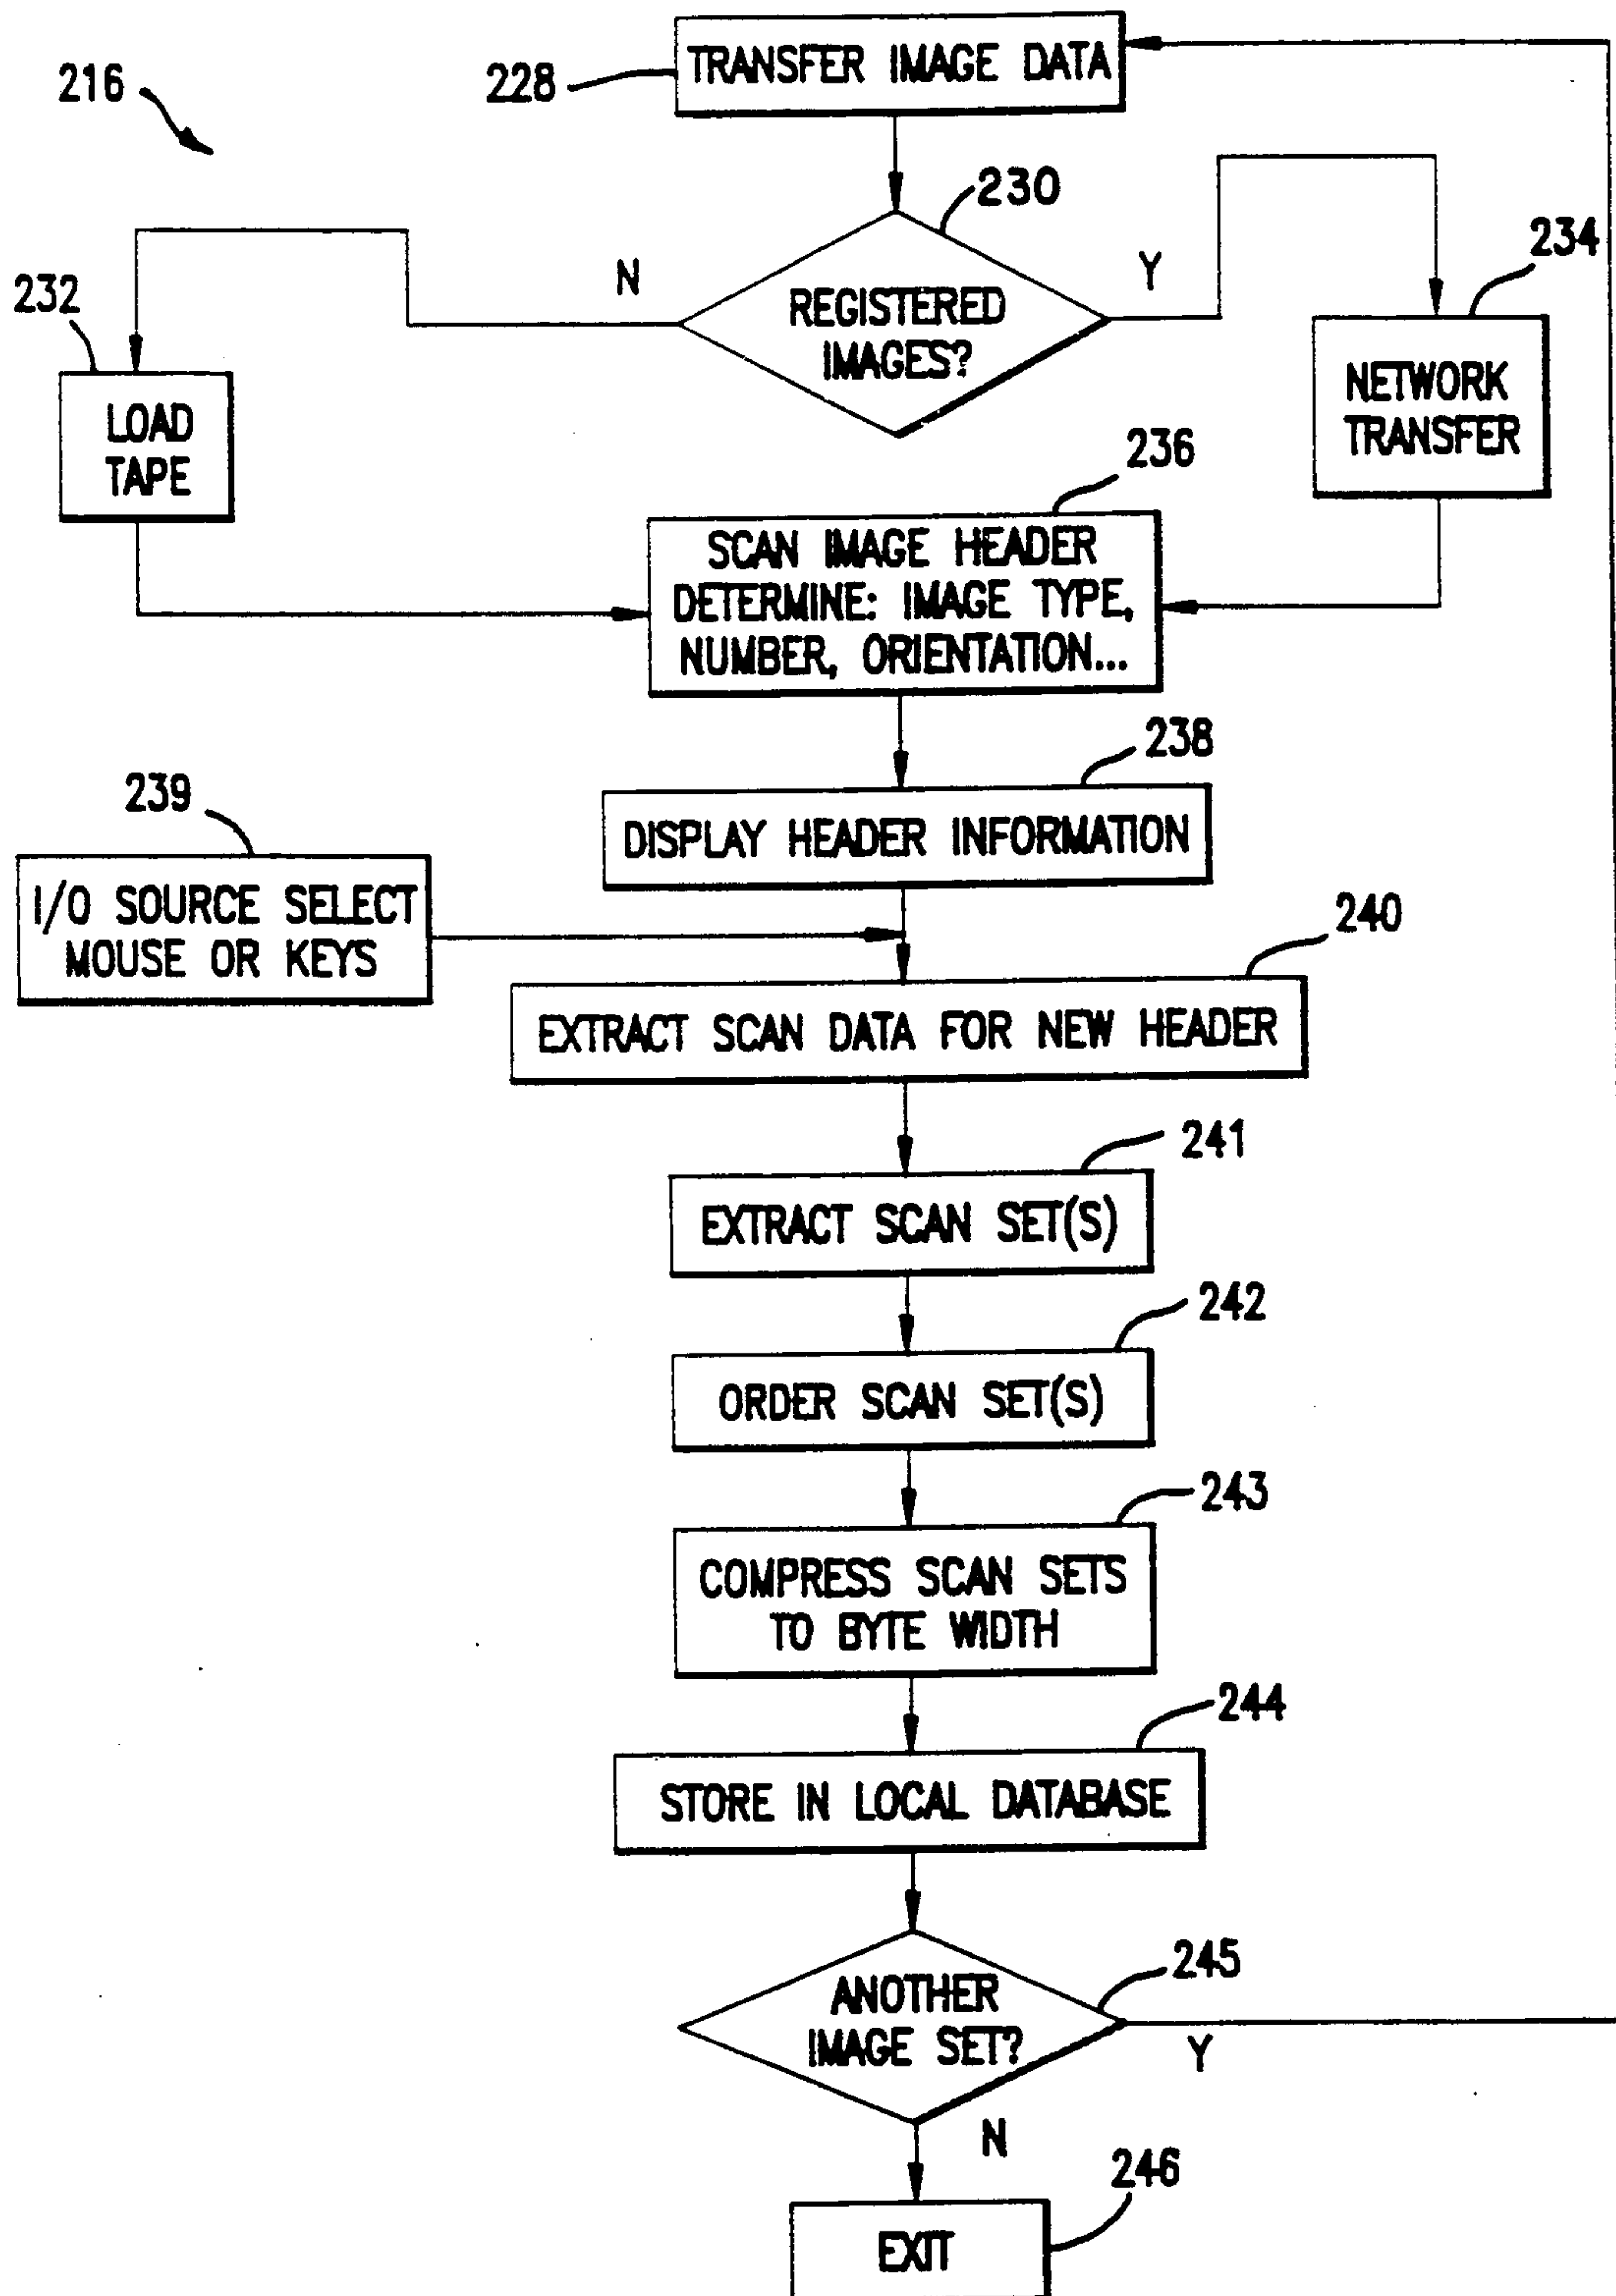 216
228
TRANSFER IMAGE DATA
230
N
REGISTERED
IMAGES?
Y
232
LOAD
TAPE
234
NETWORK
TRANSFER
236
SCAN IMAGE HEADER
DETERMINE: IMAGE TYPE,
NUMBER, ORIENTATION...
238
DISPLAY HEADER INFORMATION
239
I/O SOURCE SELECT
MOUSE OR KEYS
240
EXTRACT SCAN DATA FOR NEW HEADER
241
EXTRACT SCAN SET(S)
242
ORDER SCAN SET(S)
243
COMPRESS SCAN SETS
TO BYTE WIDTH
244
STORE IN LOCAL DATABASE
245
ANOTHER
IMAGE SET?
Y
N
246
EXIT